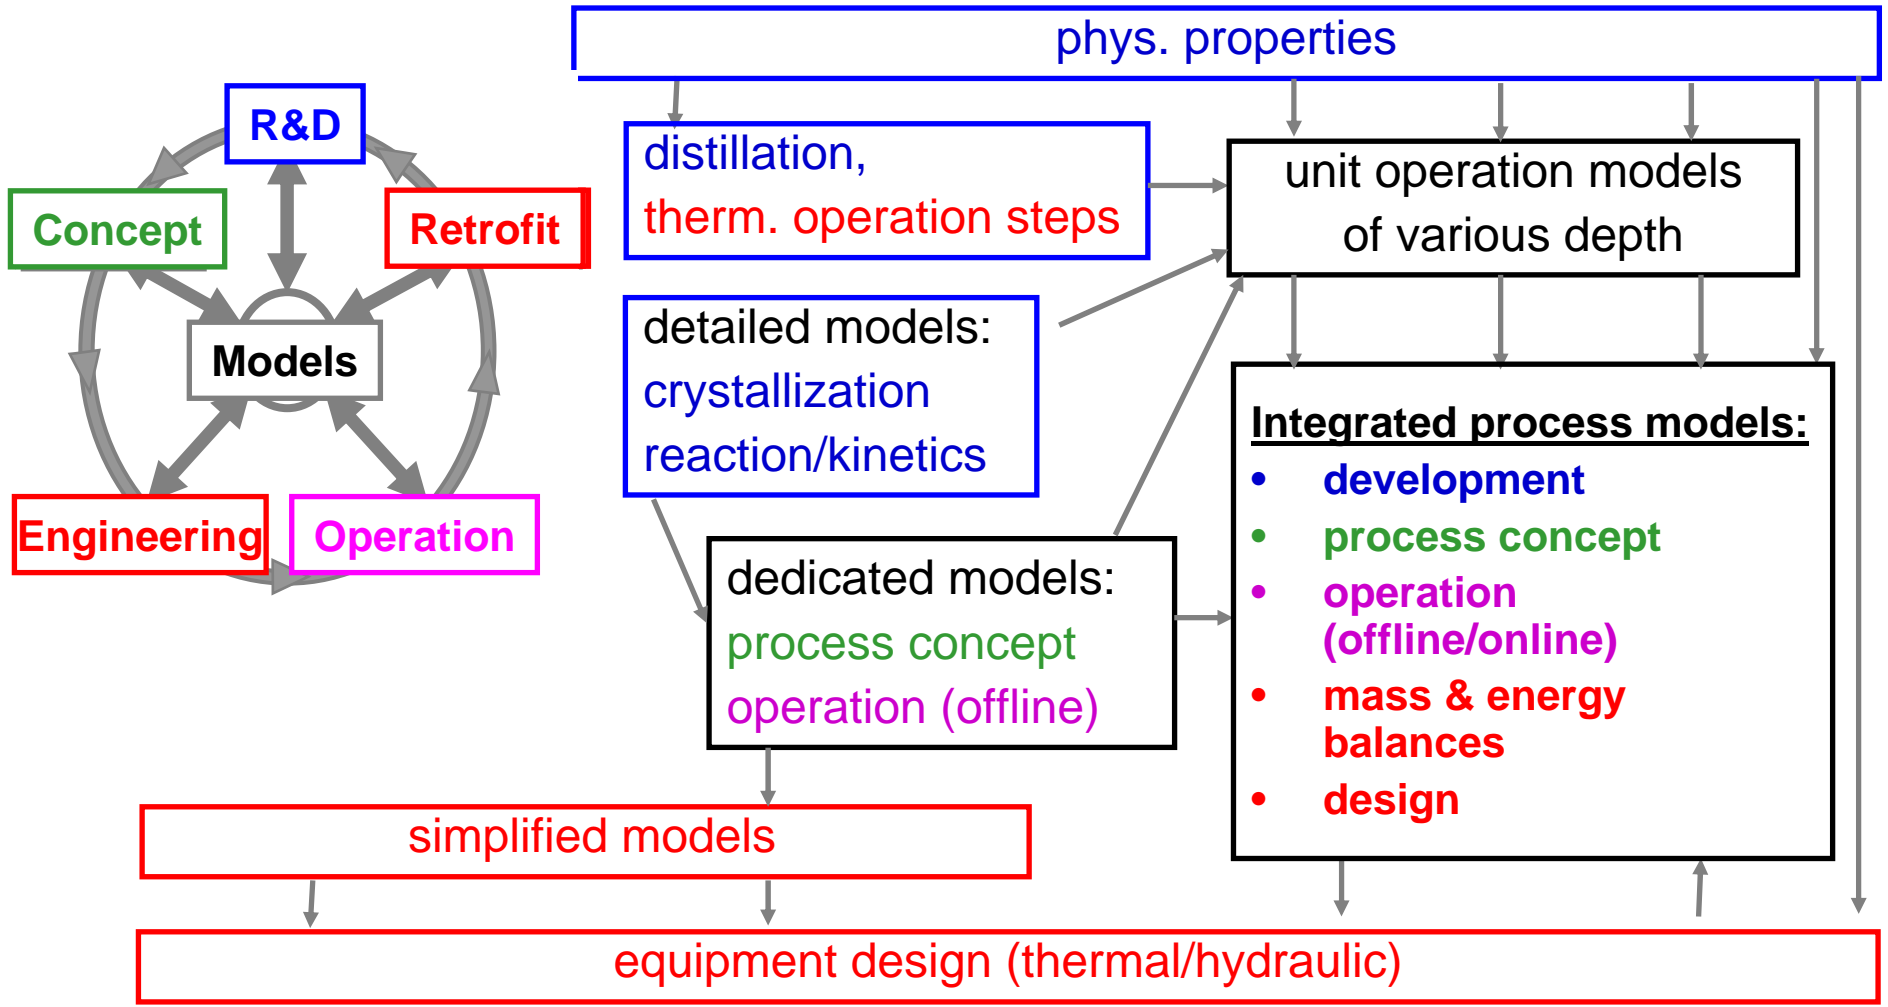 phys. properties
R&D
Concept
Retrofit
Models
Engineering
Operation
distillation,
therm. operation steps
unit operation models
of various depth
detailed models:
crystallization
reaction/kinetics
dedicated models:
process concept
operation (offline)
Integrated process models:
• development
• process concept
• operation
(offline/online)
• mass & energy
balances
• design
simplified models
equipment design (thermal/hydraulic)